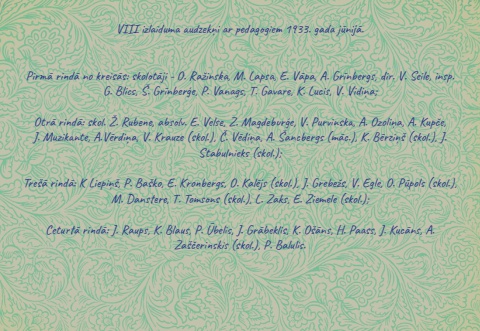 VIII izlaiduma audzēkņi ar pedagogiem 1933. gada jūnijā.
Pirmā rindā no kreisās: skolotāji - O. Ražinska, M. Lapsa, E. Vāpa, A. Grīnbergs, dir. V. Seile, insp.
G. Blics, Š. Grīnberģe, P. Vanags, T. Gavare, K. Lucis, V. Vidiņa;
Otrā rindā: skol. Ž. Rubene, absolv. E. Velse, Z. Magdeburģe, V. Purvinska, A. Ozoliņa, A. Kupče,
J. Muzikante, A.Vērdiņa, V. Krauze (skol.), Č. Vēdiņa, A. Šancbergs (māc.), K. Bērziņš (skol.), J.
Stabulnieks (skol.);
Trešā rindā: K Liepiņš, P. Baško, E. Kronbergs, O. Kalējs (skol.), J. Grebežs, V. Egle, O. Pūpols (skol.),
M. Danstere, T. Tomsons (skol.), L. Zaks, E. Ziemele (skol.);
Ceturtā rindā: J. Raups, K. Blaus, P. Ūbelis, J. Grābeklis, K. Ošāns, H. Paass, J. Kucāns, A.
Zaščerinskis (skol.), P. Balulis.